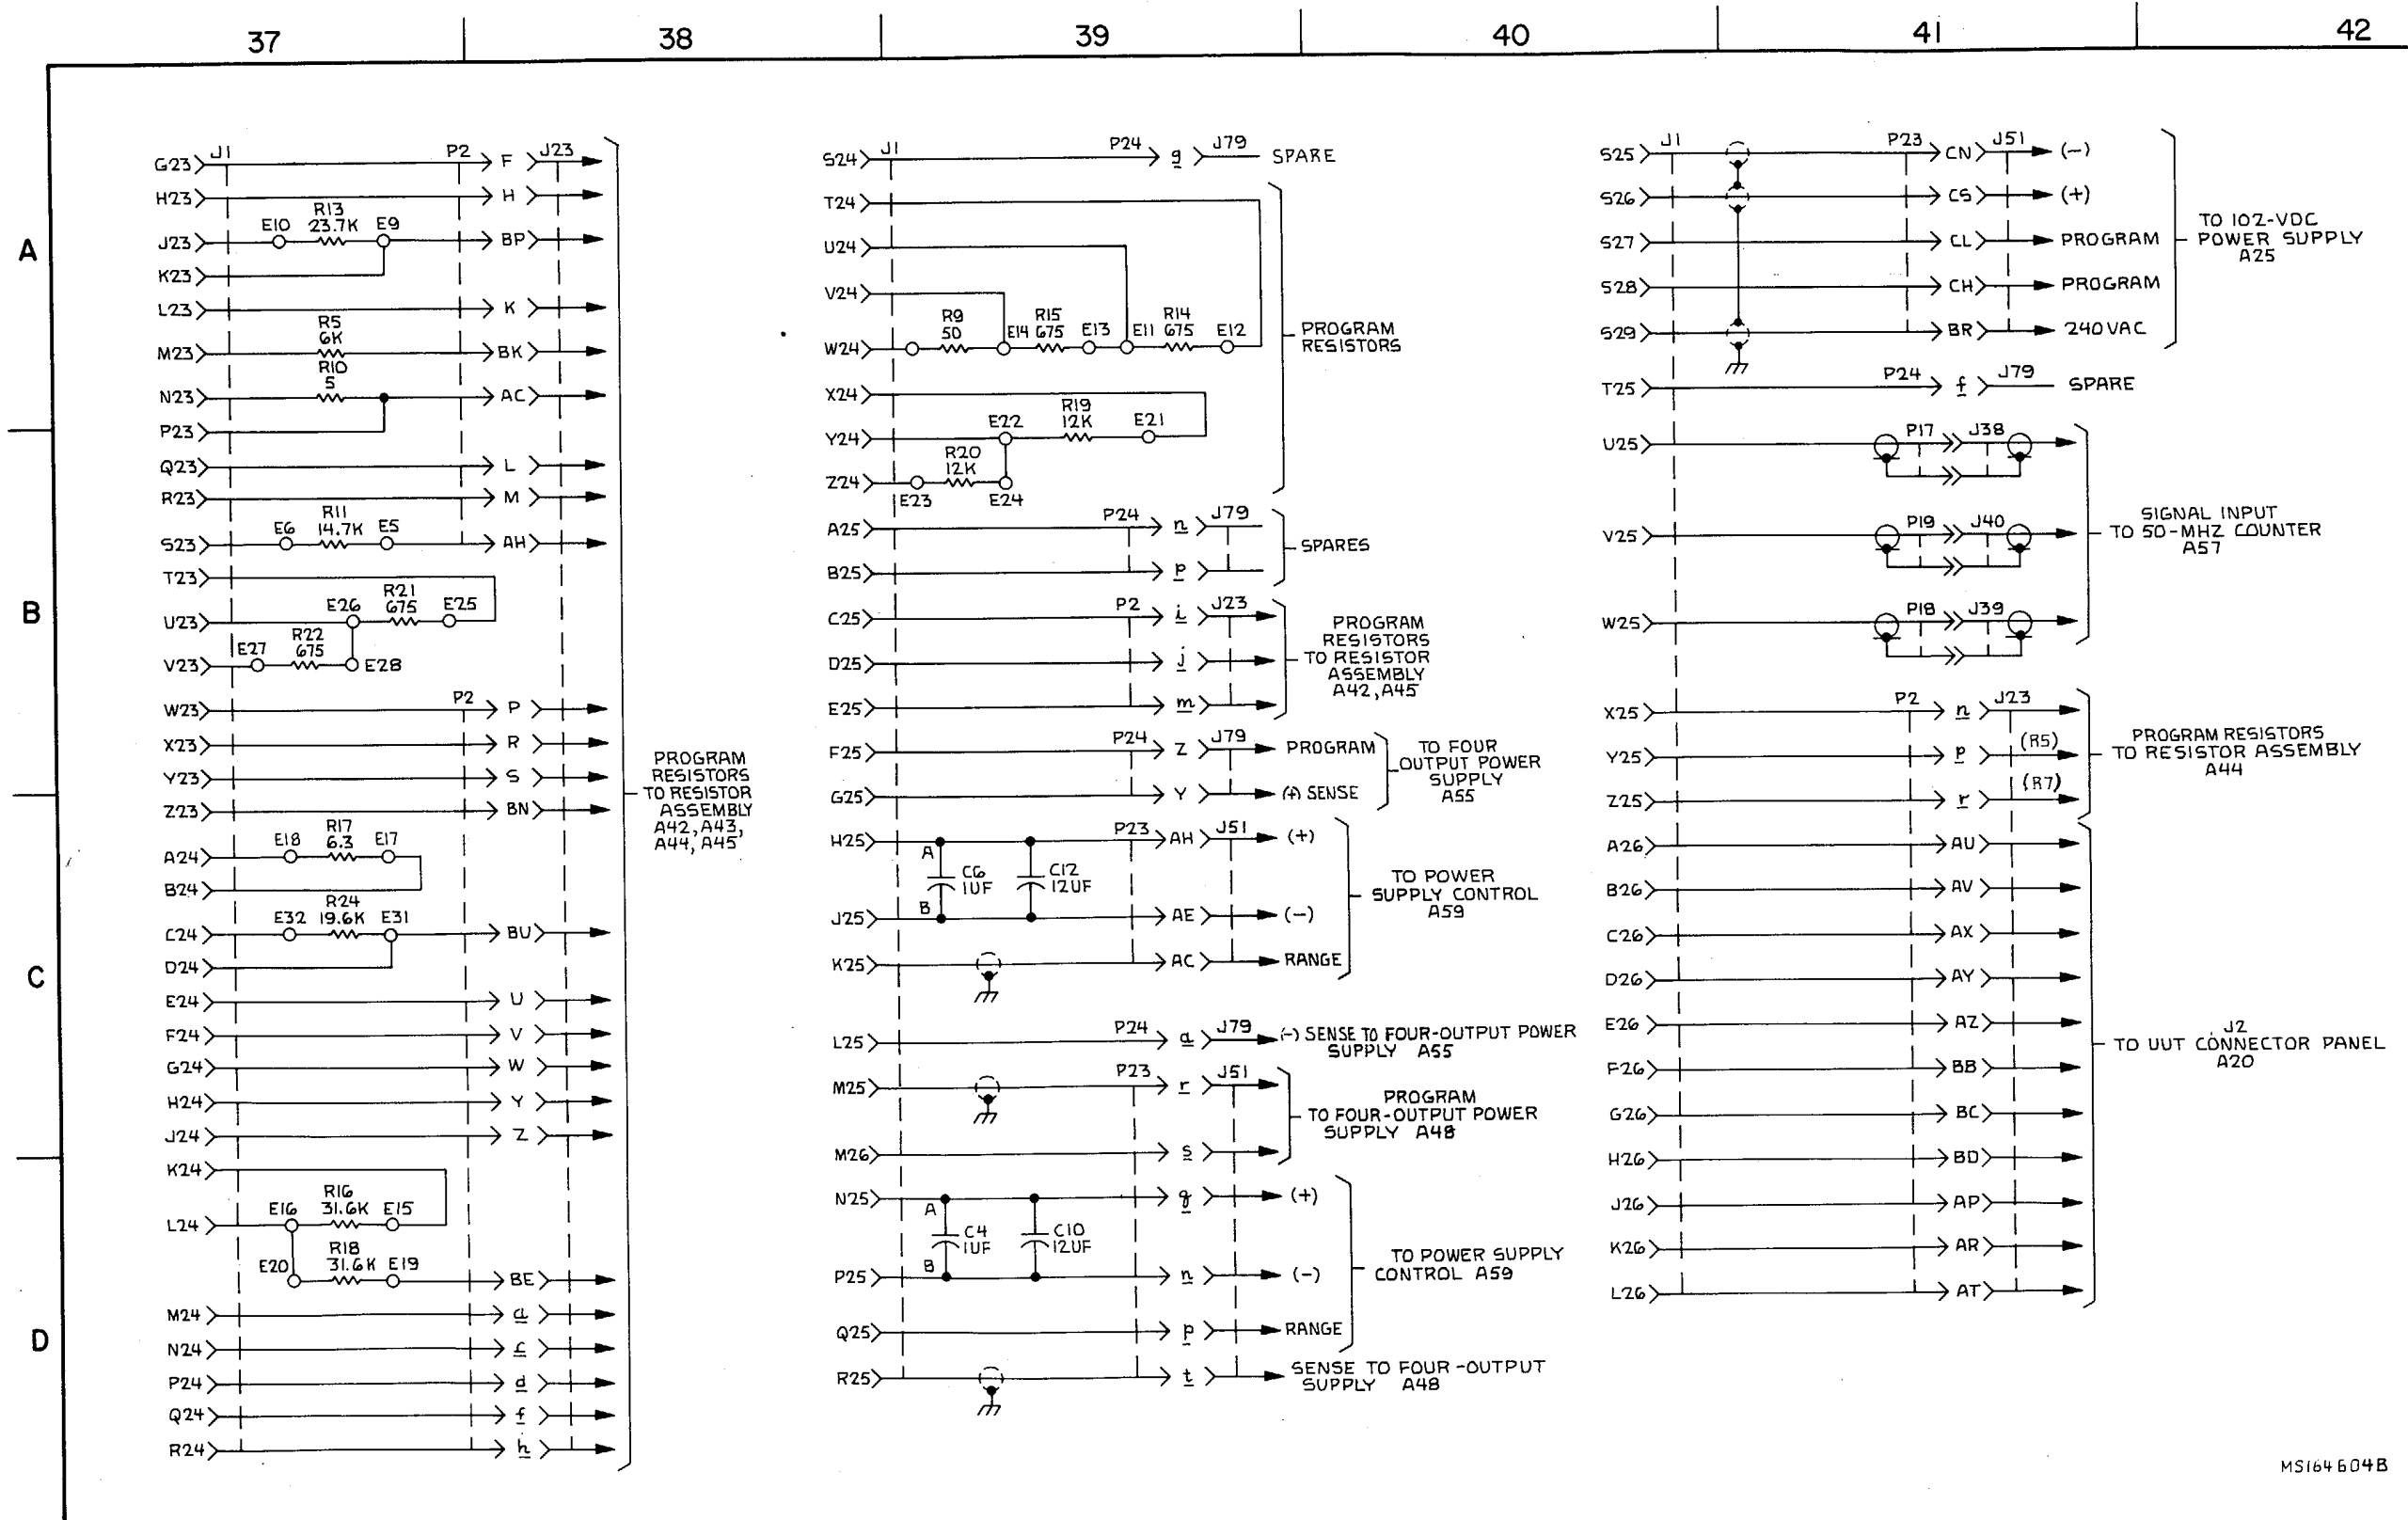 37 38 39 40 41 42
A
B
C
D
G23 J1 P2 F J23
H23 H
R13
23.7K
J23 E10 E9 BP
K23
L23 K
R5
6K
M23 BK
R10
5
N23 AC
P23
Q23 L
R23 M
R11
14.7K
S23 E6 E5 AH
T23
R21
675
U23 E26 E25
R22
675
V23 E27 E28
W23 P2 P
X23 R
Y23 S
Z23 BN
R17
6.3
A24 E18 E17
B24
R24
19.6K
C24 E32 E31 BU
D24
E24 U
F24 V
G24 W
H24 Y
J24 Z
K24
R16
31.6K
L24 E16 E15
R18
31.6K
E20 E19 BE
M24 a
N24 c
P24 d
Q24 f
R24 h
PROGRAM
RESISTORS
TO RESISTOR
ASSEMBLY
A42, A43,
A44, A45
S24 J1 P24 g J79 SPARE
T24
U24
V24
R9
50
R15
675
R14
675
W24 E14 E13 E11 E12
PROGRAM
RESISTORS
X24
R19
12K
Y24 E22 E21
R20
12K
Z24 E23 E24
A25 P24 n J79
B25 p
SPARES
C25 P2 i J23
D25 j
E25 m
PROGRAM
RESISTORS
TO RESISTOR
ASSEMBLY
A42, A45
F25 P24 Z J79 PROGRAM
G25 Y (+) SENSE
TO FOUR
OUTPUT POWER
SUPPLY
A55
H25 A P23 AH J51 (+)
C6
1UF
C12
12UF
J25 B AE (-)
K25 AC RANGE
TO POWER
SUPPLY CONTROL
A59
L25 P24 a J79 (-) SENSE TO FOUR-OUTPUT POWER
SUPPLY A55
M25 P23 r J51
M26 s
PROGRAM
TO FOUR-OUTPUT POWER
SUPPLY A48
N25 A q (+)
C4
1UF
C10
12UF
P25 B n (-)
Q25 p RANGE
TO POWER SUPPLY
CONTROL A59
R25 t SENSE TO FOUR-OUTPUT
SUPPLY A48
S25 J1 P23 CN J51 (-)
S26 CS (+)
S27 CL PROGRAM
S28 CH PROGRAM
S29 BR 240VAC
TO 102-VDC
POWER SUPPLY
A25
T25 P24 f J79 SPARE
U25 P17 J38
V25 P19 J40
W25 P18 J39
SIGNAL INPUT
TO 50-MHZ COUNTER
A57
X25 P2 n J23
Y25 p (R5)
Z25 r (R7)
PROGRAM RESISTORS
TO RESISTOR ASSEMBLY
A44
A26 AU
B26 AV
C26 AX
D26 AY
E26 AZ
F26 BB
G26 BC
H26 BD
J26 AP
K26 AR
L26 AT
J2
TO UUT CONNECTOR PANEL
A20
MS164604B